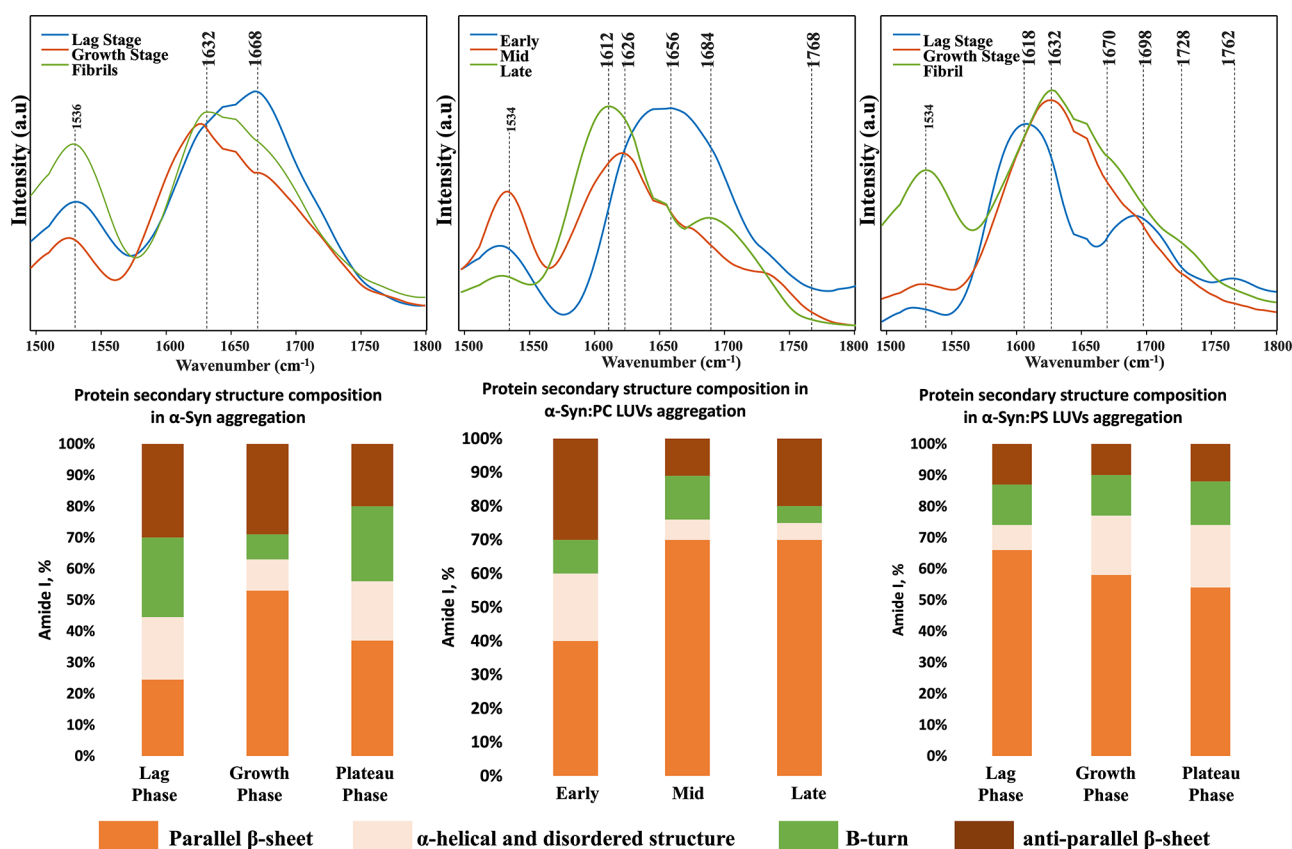 Lag Stage
Growth Stage
Fibrils
1536
1632
1668
Intensity (a.u)
1500
1550
1600
1650
1700
1750
1800
Wavenumber (cm-1)
Early
Mid
Late
1534
1612
1626
1656
1684
1768
Intensity (a.u)
1500
1550
1600
1650
1700
1750
1800
Wavenumber (cm-1)
Lag Stage
Growth Stage
Fibril
1534
1618
1632
1670
1698
1728
1762
Intensity (a.u)
1500
1550
1600
1650
1700
1750
1800
Wavenumber (cm-1)
Protein secondary structure composition
in α-Syn aggregation
100%
90%
80%
70%
60%
50%
40%
30%
20%
10%
0%
Amide I, %
Lag
Phase
Growth
Phase
Plateau
Phase
Protein secondary structure composition in
α-Syn:PC LUVs aggregation
100%
90%
80%
70%
60%
50%
40%
30%
20%
10%
0%
Amide I, %
Early
Mid
Late
Protein secondary structure composition
in α-Syn:PS LUVs aggregation
100%
90%
80%
70%
60%
50%
40%
30%
20%
10%
0%
Amide I, %
Lag
Phase
Growth
Phase
Plateau
Phase
Parallel β-sheet
α-helical and disordered structure
B-turn
anti-parallel β-sheet